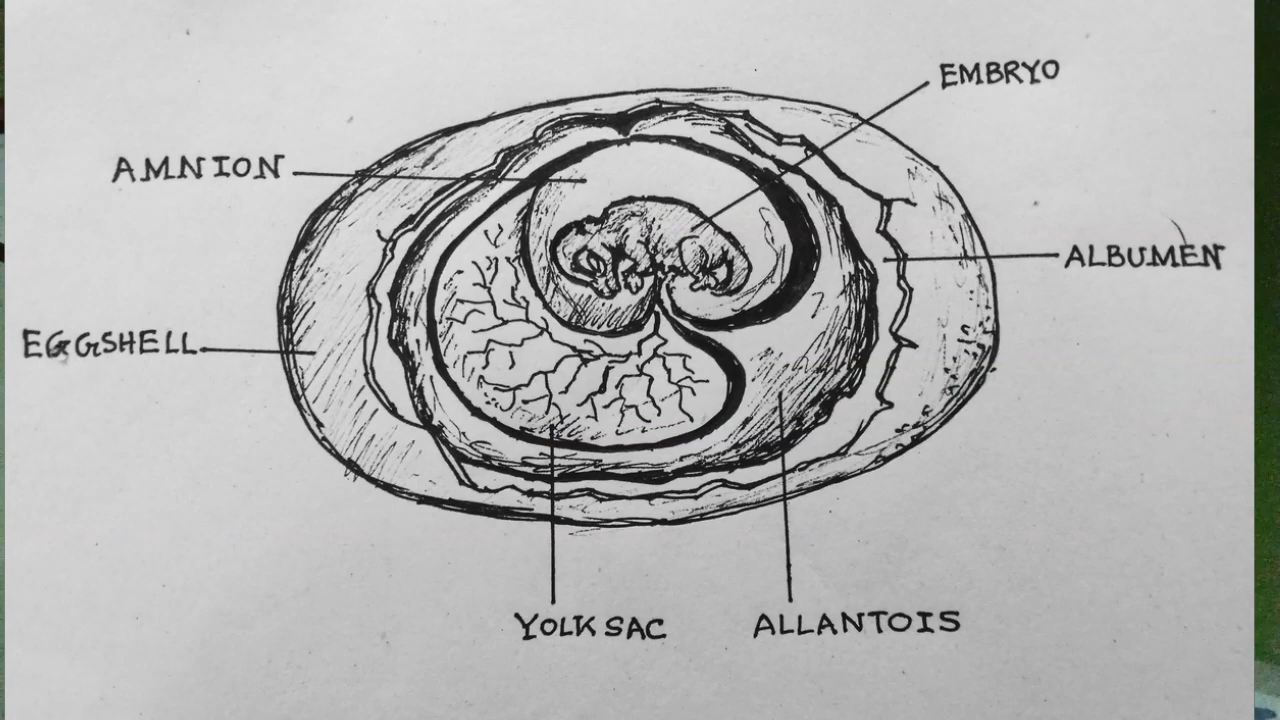 EMBRYO
AMNION
ALBUMEN
EGGSHELL
YOLK SAC
ALLANTOIS